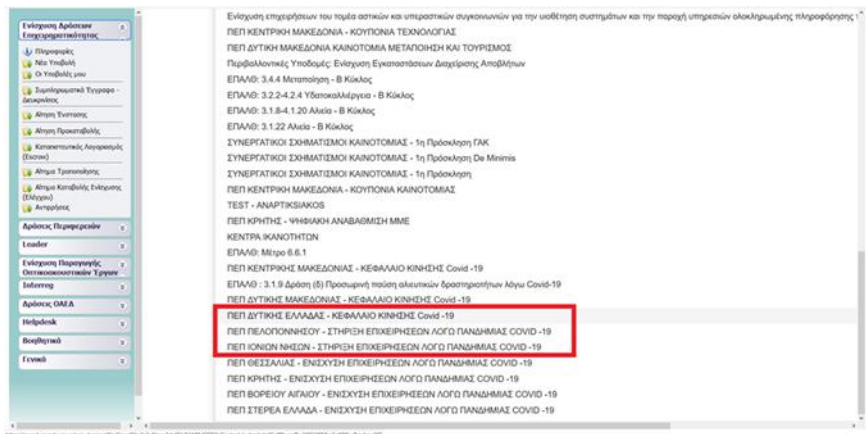 Ενίσχυση Δράσεων
Επιχειρηματικότητας
Πληροφορίες
Νέα Υποβολή
Οι Υποβολές μου
Συμπληρωματικά Έγγραφα -
Διευκρινίσεις
Αίτηση Ένστασης
Αίτηση Προκαταβολής
Καταπιστευτικός Λογαριασμός
(Escrow)
Αίτημα Τροποποίησης
Αίτημα Καταβολής Ενίσχυσης
(Ελέγχου)
Αντιρρήσεις
Δράσεις Περιφερειών
Leader
Ενίσχυση Παραγωγής
Οπτικοακουστικών Έργων
Interreg
Δράσεις ΟΑΕΔ
Helpdesk
Βοηθητικά
Γενικά
Ενίσχυση επιχειρήσεων του τομέα αστικών και υπεραστικών συγκοινωνιών για την υιοθέτηση συστημάτων και την παροχή υπηρεσιών ολοκληρωμένης πληροφόρησης
ΠΕΠ ΚΕΝΤΡΙΚΗ ΜΑΚΕΔΟΝΙΑ - ΚΟΥΠΟΝΙΑ ΤΕΧΝΟΛΟΓΙΑΣ
ΠΕΠ ΔΥΤΙΚΗ ΜΑΚΕΔΟΝΙΑ ΚΑΙΝΟΤΟΜΙΑ ΜΕΤΑΠΟΙΗΣΗ ΚΑΙ ΤΟΥΡΙΣΜΟΣ
Περιβαλλοντικές Υποδομές: Ενίσχυση Εγκαταστάσεων Διαχείρισης Αποβλήτων
ΕΠΑΛΘ: 3.4.4 Μεταποίηση - Β Κύκλος
ΕΠΑΛΘ: 3.2.2-4.2.4 Υδατοκαλλιέργεια - Β Κύκλος
ΕΠΑΛΘ: 3.1.8-4.1.20 Αλιεία - Β Κύκλος
ΕΠΑΛΘ: 3.1.22 Αλιεία - Β Κύκλος
ΣΥΝΕΡΓΑΤΙΚΟΙ ΣΧΗΜΑΤΙΣΜΟΙ ΚΑΙΝΟΤΟΜΙΑΣ - 1η Πρόσκληση ΓΑΚ
ΣΥΝΕΡΓΑΤΙΚΟΙ ΣΧΗΜΑΤΙΣΜΟΙ ΚΑΙΝΟΤΟΜΙΑΣ - 1η Πρόσκληση De Minimis
ΣΥΝΕΡΓΑΤΙΚΟΙ ΣΧΗΜΑΤΙΣΜΟΙ ΚΑΙΝΟΤΟΜΙΑΣ - 1η Πρόσκληση
ΠΕΠ ΚΕΝΤΡΙΚΗ ΜΑΚΕΔΟΝΙΑ - ΚΟΥΠΟΝΙΑ ΚΑΙΝΟΤΟΜΙΑΣ
TEST - ANAPTIKSIAKOS
ΠΕΠ ΚΡΗΤΗΣ - ΨΗΦΙΑΚΗ ΑΝΑΒΑΘΜΙΣΗ ΜΜΕ
ΚΕΝΤΡΑ ΙΚΑΝΟΤΗΤΩΝ
ΕΠΑΛΘ: Μέτρο 6.6.1
ΠΕΠ ΚΕΝΤΡΙΚΗΣ ΜΑΚΕΔΟΝΙΑΣ - ΚΕΦΑΛΑΙΟ ΚΙΝΗΣΗΣ Covid -19
ΕΠΑΛΘ : 3.1.9 Δράση (δ) Προσωρινή παύση αλιευτικών δραστηριοτήτων λόγω Covid-19
ΠΕΠ ΔΥΤΙΚΗΣ ΜΑΚΕΔΟΝΙΑΣ - ΚΕΦΑΛΑΙΟ ΚΙΝΗΣΗΣ Covid -19
ΠΕΠ ΔΥΤΙΚΗΣ ΕΛΛΑΔΑΣ - ΚΕΦΑΛΑΙΟ ΚΙΝΗΣΗΣ Covid -19
ΠΕΠ ΠΕΛΟΠΟΝΝΗΣΟΥ - ΣΤΗΡΙΞΗ ΕΠΙΧΕΙΡΗΣΕΩΝ ΛΟΓΩ ΠΑΝΔΗΜΙΑΣ COVID -19
ΠΕΠ ΙΟΝΙΩΝ ΝΗΣΩΝ - ΣΤΗΡΙΞΗ ΕΠΙΧΕΙΡΗΣΕΩΝ ΛΟΓΩ ΠΑΝΔΗΜΙΑΣ COVID -19
ΠΕΠ ΘΕΣΣΑΛΙΑΣ - ΕΝΙΣΧΥΣΗ ΕΠΙΧΕΙΡΗΣΕΩΝ ΛΟΓΩ ΠΑΝΔΗΜΙΑΣ COVID -19
ΠΕΠ ΚΡΗΤΗΣ - ΕΝΙΣΧΥΣΗ ΕΠΙΧΕΙΡΗΣΕΩΝ ΛΟΓΩ ΠΑΝΔΗΜΙΑΣ COVID -19
ΠΕΠ ΒΟΡΕΙΟΥ ΑΙΓΑΙΟΥ - ΕΝΙΣΧΥΣΗ ΕΠΙΧΕΙΡΗΣΕΩΝ ΛΟΓΩ ΠΑΝΔΗΜΙΑΣ COVID -19
ΠΕΠ ΣΤΕΡΕΑ ΕΛΛΑΔΑ - ΕΝΙΣΧΥΣΗ ΕΠΙΧΕΙΡΗΣΕΩΝ ΛΟΓΩ ΠΑΝΔΗΜΙΑΣ COVID -19